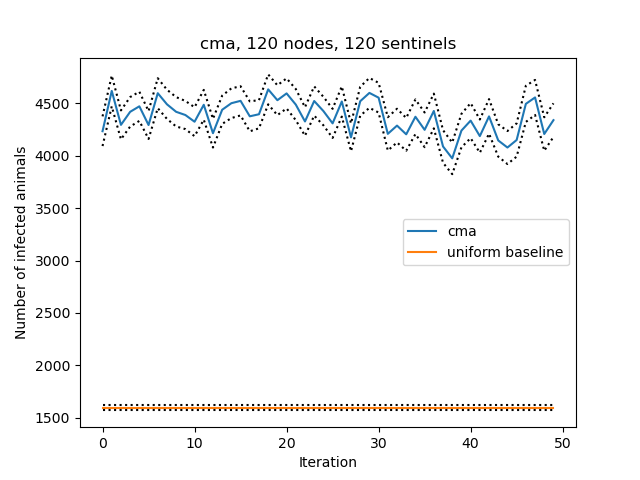 cma, 120 nodes, 120 sentinels
Number of infected animals
4500
4000
3500
3000
2500
2000
1500
cma
uniform baseline
0
10
20
30
40
50
Iteration